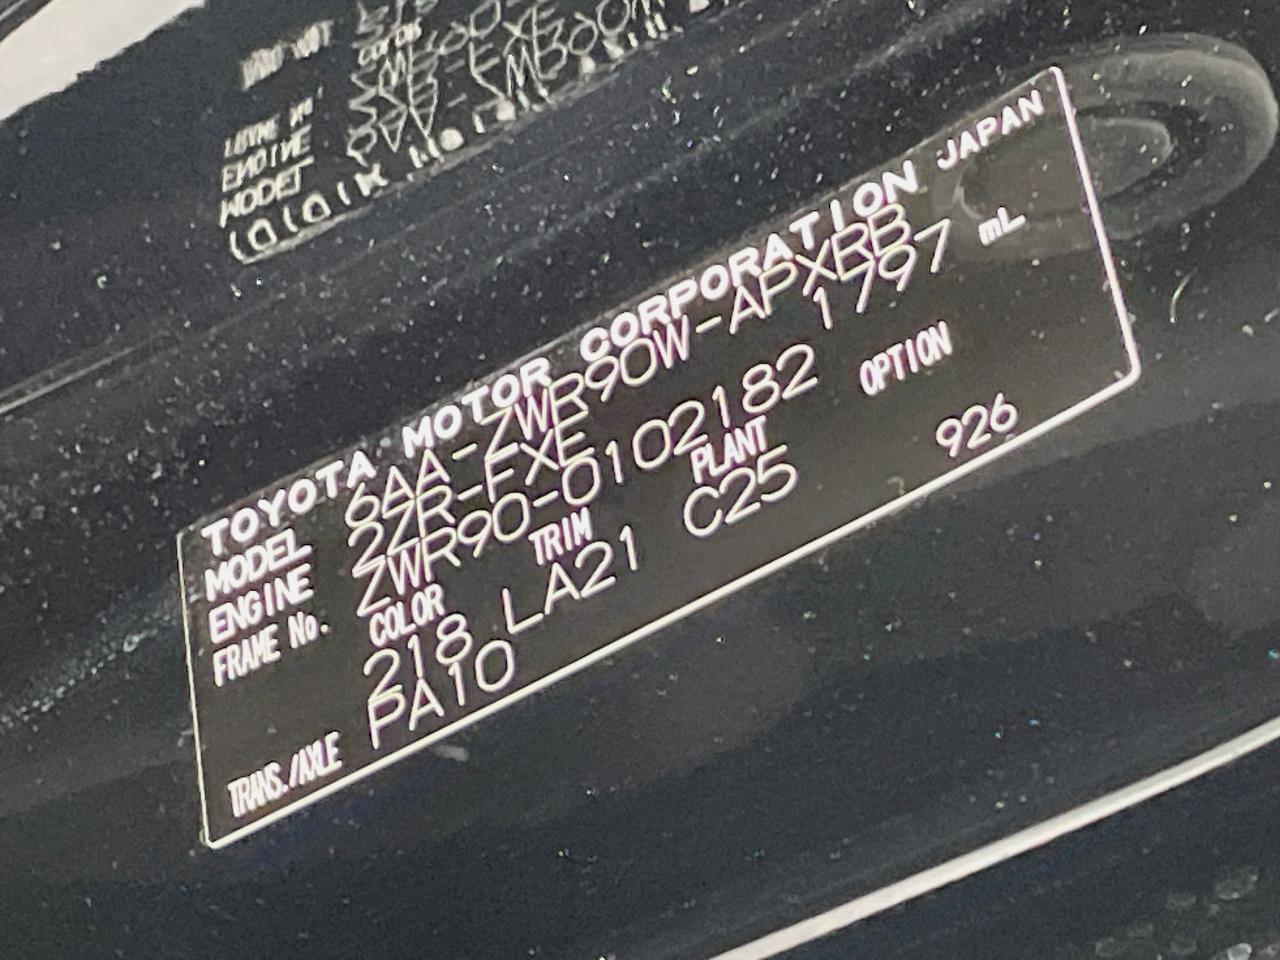 TOYOTA MOTOR CORPORATION JAPAN
MODEL 6AA-ZWR90W-APXRB
ENGINE 2ZR-FXE 1797 mL
FRAME No. ZWR90-0102182
COLOR TRIM PLANT OPTION
218 LA21 C25 926
TRANS./AXLE PA10